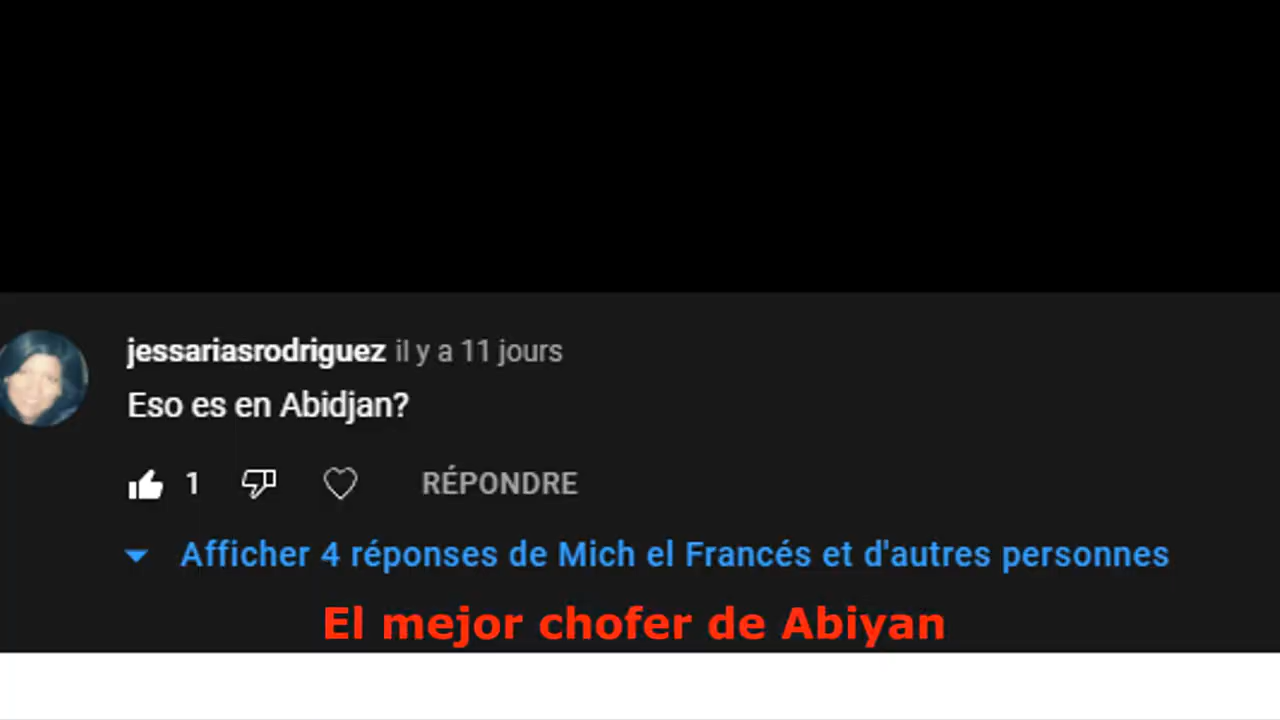 jessariasrodriguez il y a 11 jours
Eso es en Abidjan?
1 RÉPONDRE
Afficher 4 réponses de Mich el Francés et d'autres personnes
El mejor chofer de Abiyan